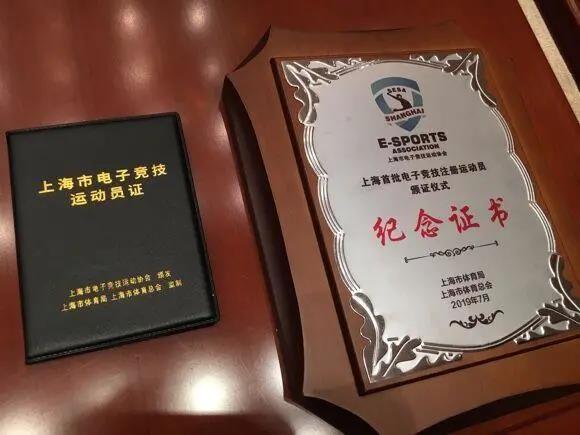 上海市电子竞技
运动员证
上海市电子竞技运动协会 颁发
上海市体育局 上海市体育总会 监制
SESA
SHANGHAI
E-SPORTS
ASSOCIATION
上海市电子竞技运动协会
上海首批电子竞技注册运动员
颁证仪式
纪念证书
上海市体育局
上海市体育总会
2019年7月